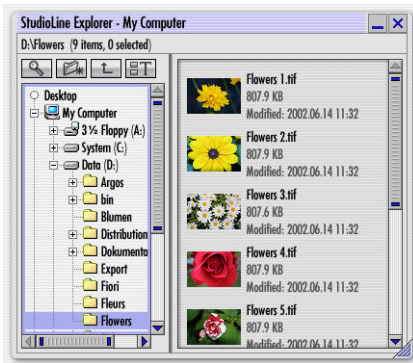 StudioLine Explorer - My Computer
D:\Flowers (9 items, 0 selected)
Desktop
My Computer
3½ Floppy (A:)
System (C:)
Data (D:)
Argos
bin
Blumen
Distribution
Dokumenta
Export
Fiori
Fleurs
Flowers
Flowers 1.tif
807.9 KB
Modified: 2002.06.14 11:32
Flowers 2.tif
807.9 KB
Modified: 2002.06.14 11:32
Flowers 3.tif
807.6 KB
Modified: 2002.06.14 11:32
Flowers 4.tif
807.9 KB
Modified: 2002.06.14 11:32
Flowers 5.tif
807.9 KB
Modified: 2002.06.14 11:32